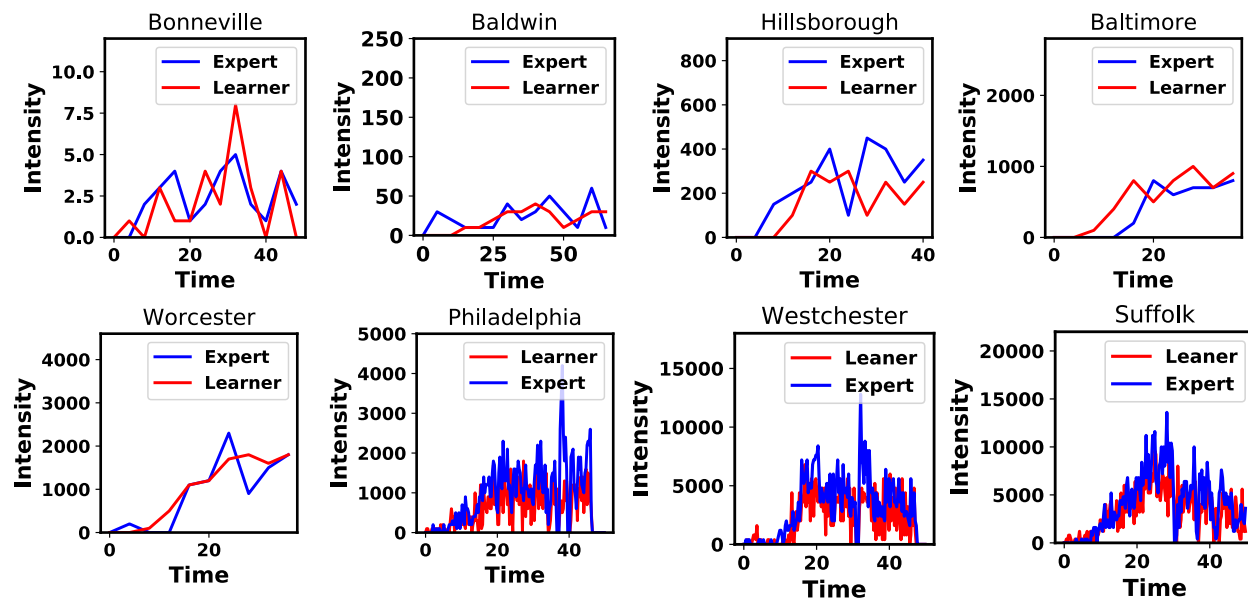 Bonneville
Intensity
10.0
7.5
5.0
2.5
0.0
Expert
Learner
0 20 40
Time
Baldwin
Intensity
250
200
150
100
50
0
Expert
Learner
0 25 50
Time
Hillsborough
Intensity
800
600
400
200
0
Expert
Learner
0 20 40
Time
Baltimore
Intensity
2000
1000
0
Expert
Learner
20
Time
Worcester
Intensity
4000
3000
2000
1000
0
Expert
Learner
0 20
Time
Philadelphia
Intensity
5000
4000
3000
2000
1000
0
Learner
Expert
0 20 40
Time
Westchester
Intensity
15000
10000
5000
0
Leaner
Expert
0 20 40
Time
Suffolk
Intensity
20000
15000
10000
5000
0
Leaner
Expert
0 20 40
Time